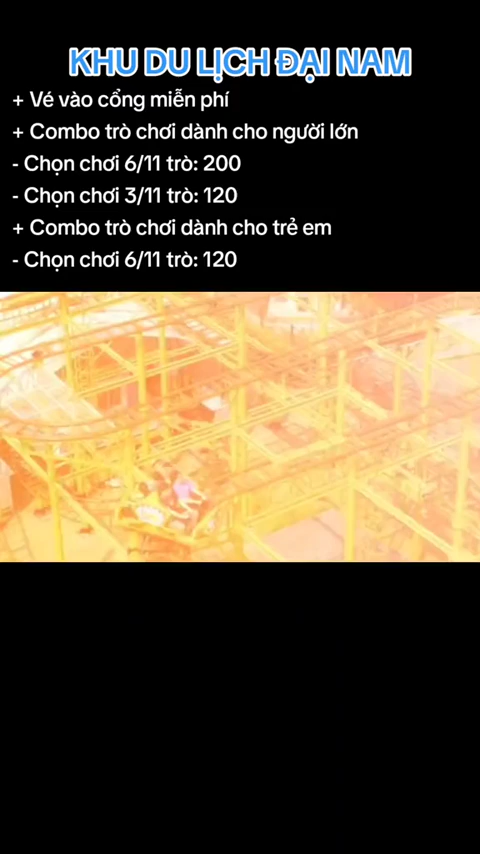 KHU DU LỊCH ĐẠI NAM
+ Vé vào cổng miễn phí
+ Combo trò chơi dành cho người lớn
- Chọn chơi 6/11 trò: 200
- Chọn chơi 3/11 trò: 120
+ Combo trò chơi dành cho trẻ em
- Chọn chơi 6/11 trò: 120